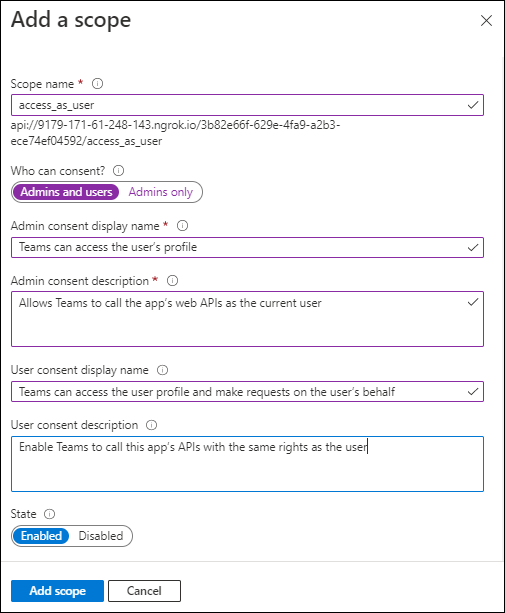 Add a scope
Scope name *
access_as_user
api://9179-171-61-248-143.ngrok.io/3b82e66f-629e-4fa9-a2b3-
ece74ef04592/access_as_user
Who can consent?
Admins and users Admins only
Admin consent display name *
Teams can access the user's profile
Admin consent description *
Allows Teams to call the app's web APIs as the current user
User consent display name
Teams can access the user profile and make requests on the user's behalf
User consent description
Enable Teams to call this app's APIs with the same rights as the user
State
Enabled Disabled
Add scope Cancel